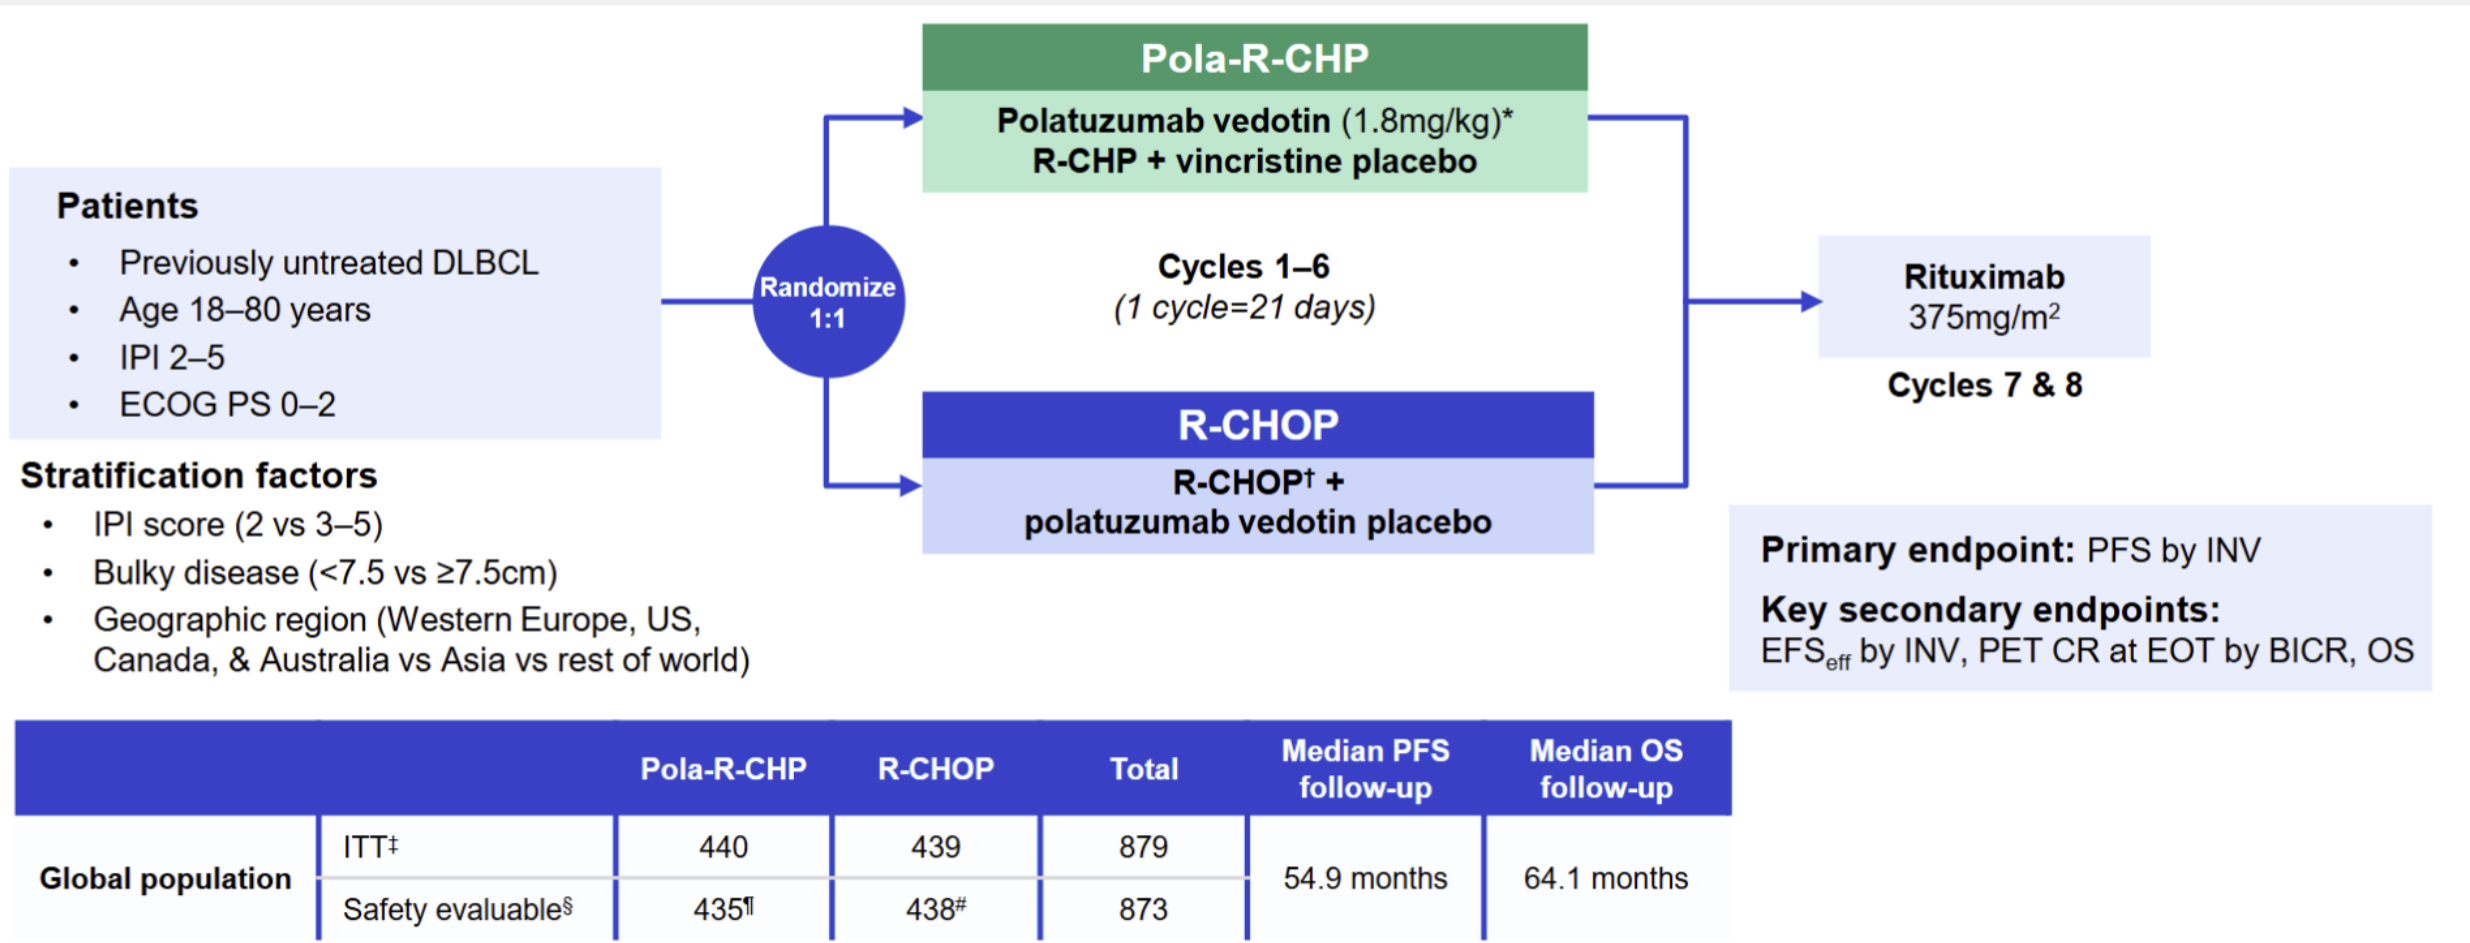 Pola-R-CHP
Polatuzumab vedotin (1.8mg/kg)*
R-CHP + vincristine placebo
Patients
• Previously untreated DLBCL
• Age 18–80 years
• IPI 2–5
• ECOG PS 0–2
Randomize
1:1
Cycles 1–6
(1 cycle=21 days)
Rituximab
375mg/m²
Cycles 7 & 8
R-CHOP
R-CHOP† +
polatuzumab vedotin placebo
Stratification factors
• IPI score (2 vs 3–5)
• Bulky disease (<7.5 vs ≥7.5cm)
• Geographic region (Western Europe, US,
Canada, & Australia vs Asia vs rest of world)
Primary endpoint: PFS by INV
Key secondary endpoints:
EFSeff by INV, PET CR at EOT by BICR, OS
Pola-R-CHP R-CHOP Total Median PFS follow-up Median OS follow-up
Global population
ITT‡ 440 439 879 54.9 months 64.1 months
Safety evaluable§ 435¶ 438# 873